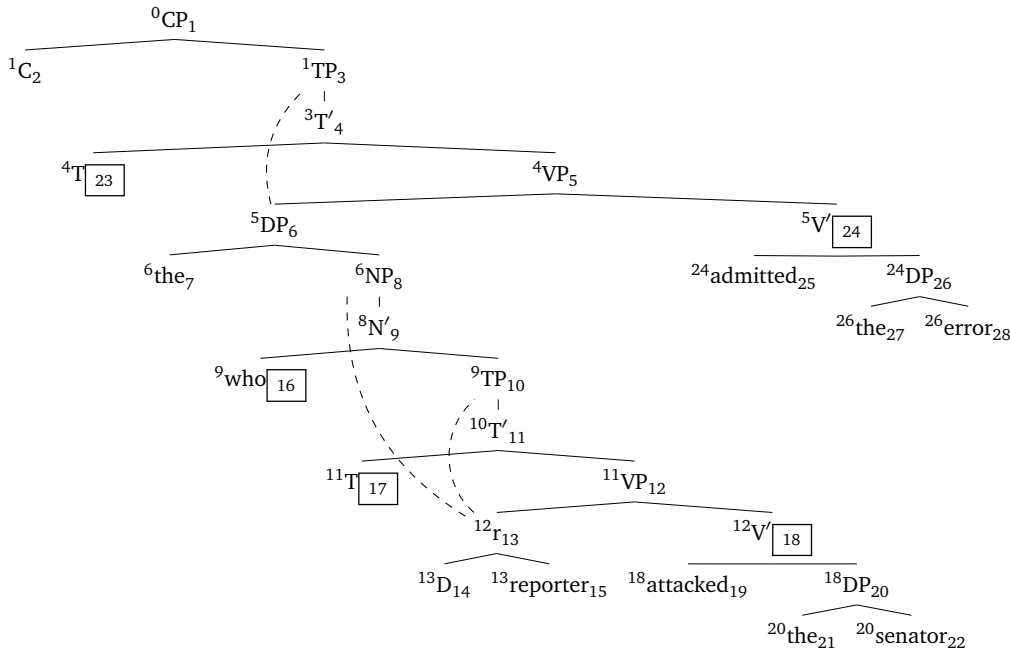 ⁰CP₁
¹C₂ ¹TP₃
³T′₄
⁴T 23 ⁴VP₅
⁵DP₆ ⁵V′ 24
⁶the₇ ⁶NP₈ ²⁴admitted₂₅ ²⁴DP₂₆
⁸N′₉ ²⁶the₂₇ ²⁶error₂₈
⁹who 16 ⁹TP₁₀
¹⁰T′₁₁
¹¹T 17 ¹¹VP₁₂
¹²r₁₃ ¹²V′ 18
¹³D₁₄ ¹³reporter₁₅ ¹⁸attacked₁₉ ¹⁸DP₂₀
²⁰the₂₁ ²⁰senator₂₂